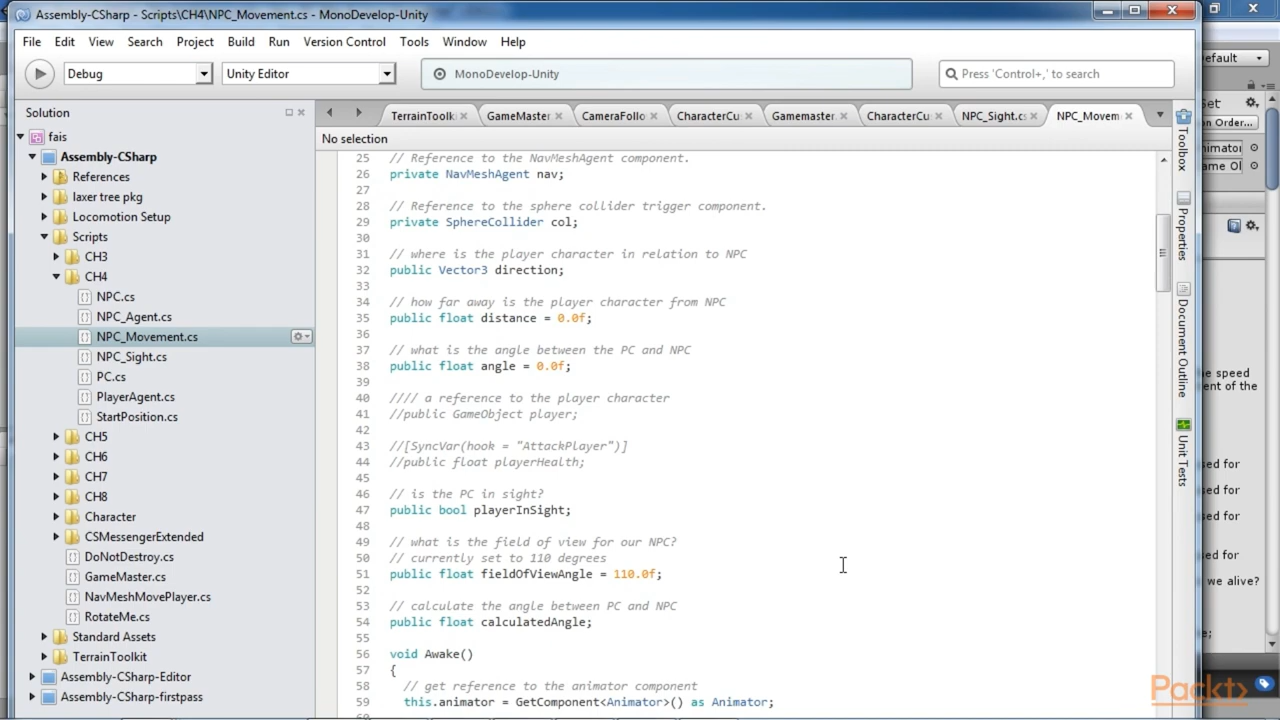 Assembly-CSharp - Scripts\CH4\NPC_Movement.cs - MonoDevelop-Unity
File Edit View Search Project Build Run Version Control Tools Window Help
Debug Unity Editor MonoDevelop-Unity Press 'Control+,' to search
Solution
TerrainToolk GameMaster CameraFollo CharacterCu Gamemaster. CharacterCu NPC_Sight.c: NPC_Movem
No selection
fais
Assembly-CSharp
References
laxer tree pkg
Locomotion Setup
Scripts
CH3
CH4
NPC.cs
NPC_Agent.cs
NPC_Movement.cs
NPC_Sight.cs
PC.cs
PlayerAgent.cs
StartPosition.cs
CH5
CH6
CH7
CH8
Character
CSMessengerExtended
DoNotDestroy.cs
GameMaster.cs
NavMeshMovePlayer.cs
RotateMe.cs
Standard Assets
TerrainToolkit
Assembly-CSharp-Editor
Assembly-CSharp-firstpass
25 // Reference to the NavMeshAgent component.
26 private NavMeshAgent nav;
27
28 // Reference to the sphere collider trigger component.
29 private SphereCollider col;
30
31 // where is the player character in relation to NPC
32 public Vector3 direction;
33
34 // how far away is the player character from NPC
35 public float distance = 0.0f;
36
37 // what is the angle between the PC and NPC
38 public float angle = 0.0f;
39
40 //// a reference to the player character
41 //public GameObject player;
42
43 //[SyncVar(hook = "AttackPlayer")]
44 //public float playerHealth;
45
46 // is the PC in sight?
47 public bool playerInSight;
48
49 // what is the field of view for our NPC?
50 // currently set to 110 degrees
51 public float fieldOfViewAngle = 110.0f;
52
53 // calculate the angle between PC and NPC
54 public float calculatedAngle;
55
56 void Awake()
57 {
58 // get reference to the animator component
59 this.animator = GetComponent<Animator>() as Animator;
Toolbox
Properties
Document Outline
Unit Tests
efault
Set
on Order...
nimator
ame Ol
he speed
ent of the
sed for
sed for
sed for
sed for
we alive?
e;
Packt>